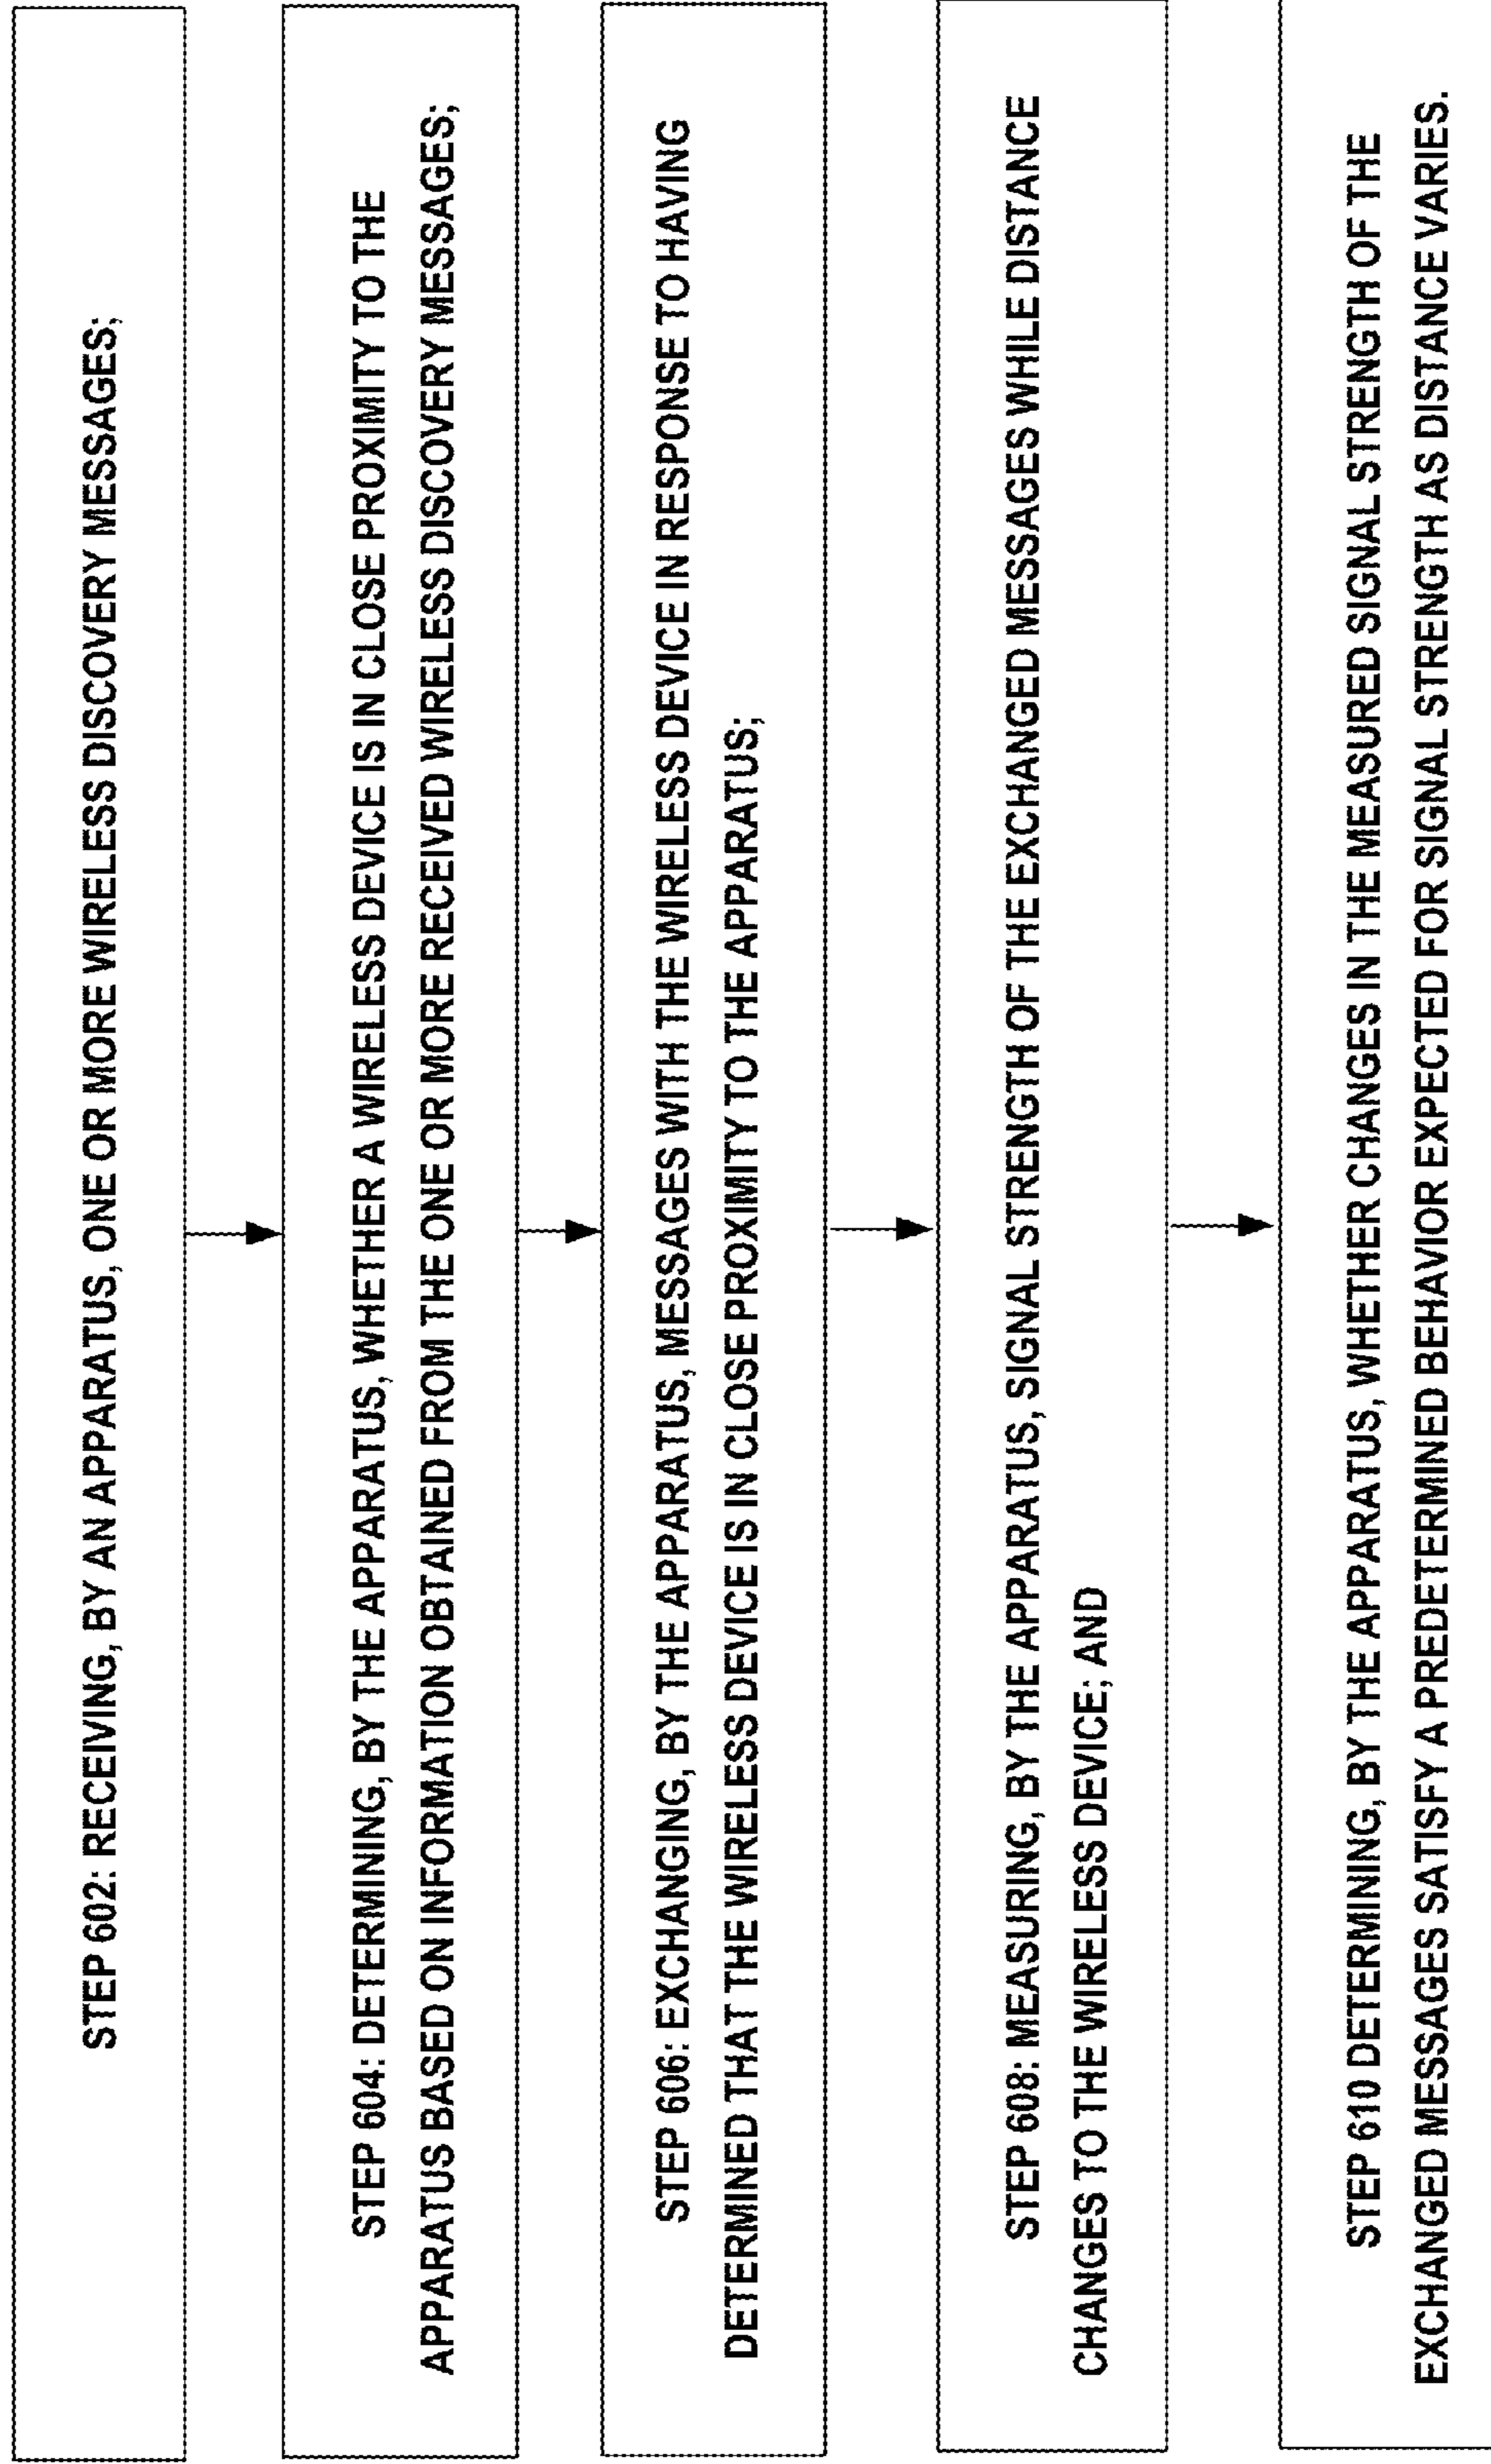 STEP 602: RECEIVING, BY AN APPARATUS, ONE OR MORE WIRELESS DISCOVERY MESSAGES;
STEP 604: DETERMINING, BY THE APPARATUS, WHETHER A WIRELESS DEVICE IS IN CLOSE PROXIMITY TO THE
APPARATUS BASED ON INFORMATION OBTAINED FROM THE ONE OR MORE RECEIVED WIRELESS DISCOVERY MESSAGES;
STEP 606: EXCHANGING, BY THE APPARATUS, MESSAGES WITH THE WIRELESS DEVICE IN RESPONSE TO HAVING
DETERMINED THAT THE WIRELESS DEVICE IS IN CLOSE PROXIMITY TO THE APPARATUS;
STEP 608: MEASURING, BY THE APPARATUS, SIGNAL STRENGTH OF THE EXCHANGED MESSAGES WHILE DISTANCE
CHANGES TO THE WIRELESS DEVICE; AND
STEP 610 DETERMINING, BY THE APPARATUS, WHETHER CHANGES IN THE MEASURED SIGNAL STRENGTH OF THE
EXCHANGED MESSAGES SATISFY A PREDETERMINED BEHAVIOR EXPECTED FOR SIGNAL STRENGTH AS DISTANCE VARIES.